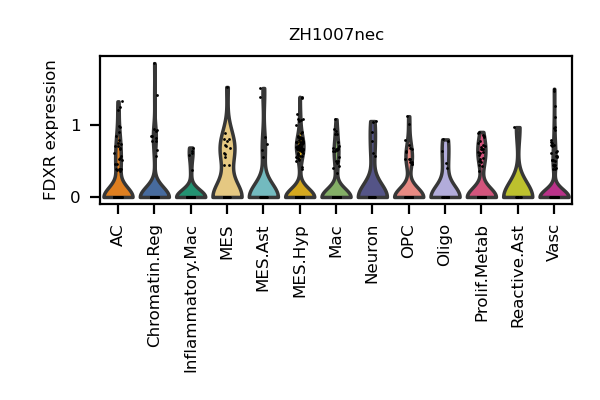 ZH1007nec
FDXR expression
1
0
AC
Chromatin.Reg
Inflammatory.Mac
MES
MES.Ast
MES.Hyp
Mac
Neuron
OPC
Oligo
Prolif.Metab
Reactive.Ast
Vasc